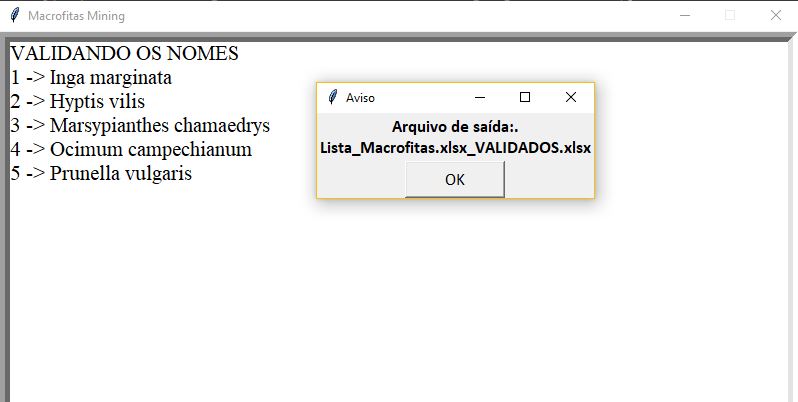 Macrofitas Mining
VALIDANDO OS NOMES
1 -> Inga marginata
2 -> Hyptis vilis
3 -> Marsypianthes chamaedrys
4 -> Ocimum campechianum
5 -> Prunella vulgaris
Aviso
Arquivo de saída:.
Lista_Macrofitas.xlsx_VALIDADOS.xlsx
OK